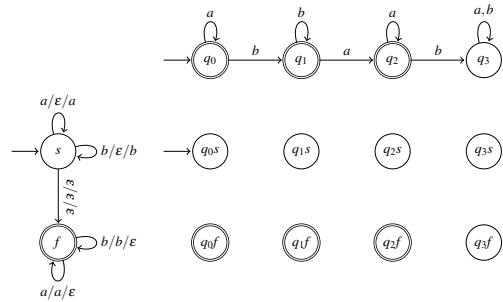 a b a a,b
q0 b q1 a q2 b q3
a/ε/a
s b/ε/b q0s q1s q2s q3s
ε/ε/ε
f b/b/ε q0f q1f q2f q3f
a/a/ε